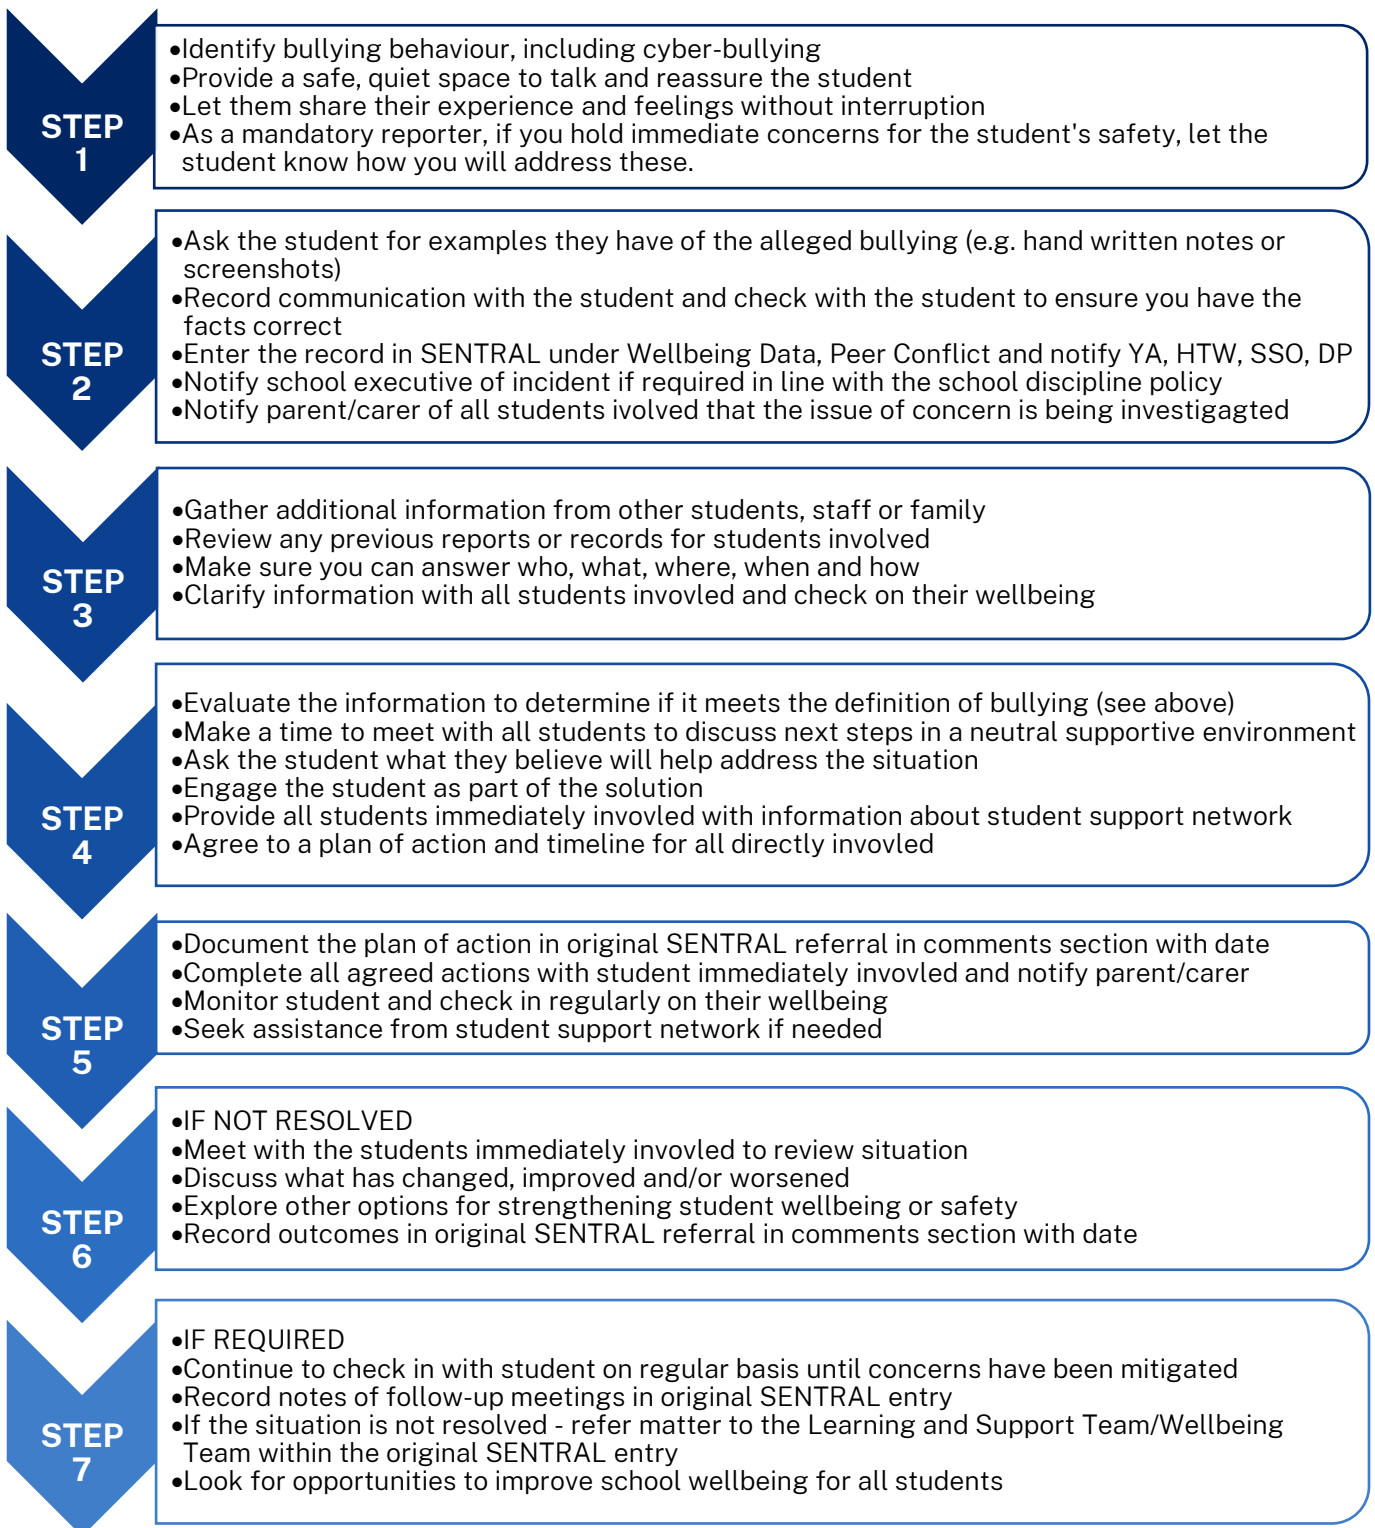 STEP
1
•Identify bullying behaviour, including cyber-bullying
•Provide a safe, quiet space to talk and reassure the student
•Let them share their experience and feelings without interruption
•As a mandatory reporter, if you hold immediate concerns for the student's safety, let the
student know how you will address these.
STEP
2
•Ask the student for examples they have of the alleged bullying (e.g. hand written notes or
screenshots)
•Record communication with the student and check with the student to ensure you have the
facts correct
•Enter the record in SENTRAL under Wellbeing Data, Peer Conflict and notify YA, HTW, SSO, DP
•Notify school executive of incident if required in line with the school discipline policy
•Notify parent/carer of all students ivolved that the issue of concern is being investigagted
STEP
3
•Gather additional information from other students, staff or family
•Review any previous reports or records for students involved
•Make sure you can answer who, what, where, when and how
•Clarify information with all students invovled and check on their wellbeing
STEP
4
•Evaluate the information to determine if it meets the definition of bullying (see above)
•Make a time to meet with all students to discuss next steps in a neutral supportive environment
•Ask the student what they believe will help address the situation
•Engage the student as part of the solution
•Provide all students immediately invovled with information about student support network
•Agree to a plan of action and timeline for all directly invovled
STEP
5
•Document the plan of action in original SENTRAL referral in comments section with date
•Complete all agreed actions with student immediately invovled and notify parent/carer
•Monitor student and check in regularly on their wellbeing
•Seek assistance from student support network if needed
STEP
6
•IF NOT RESOLVED
•Meet with the students immediately invovled to review situation
•Discuss what has changed, improved and/or worsened
•Explore other options for strengthening student wellbeing or safety
•Record outcomes in original SENTRAL referral in comments section with date
STEP
7
•IF REQUIRED
•Continue to check in with student on regular basis until concerns have been mitigated
•Record notes of follow-up meetings in original SENTRAL entry
•If the situation is not resolved - refer matter to the Learning and Support Team/Wellbeing
Team within the original SENTRAL entry
•Look for opportunities to improve school wellbeing for all students